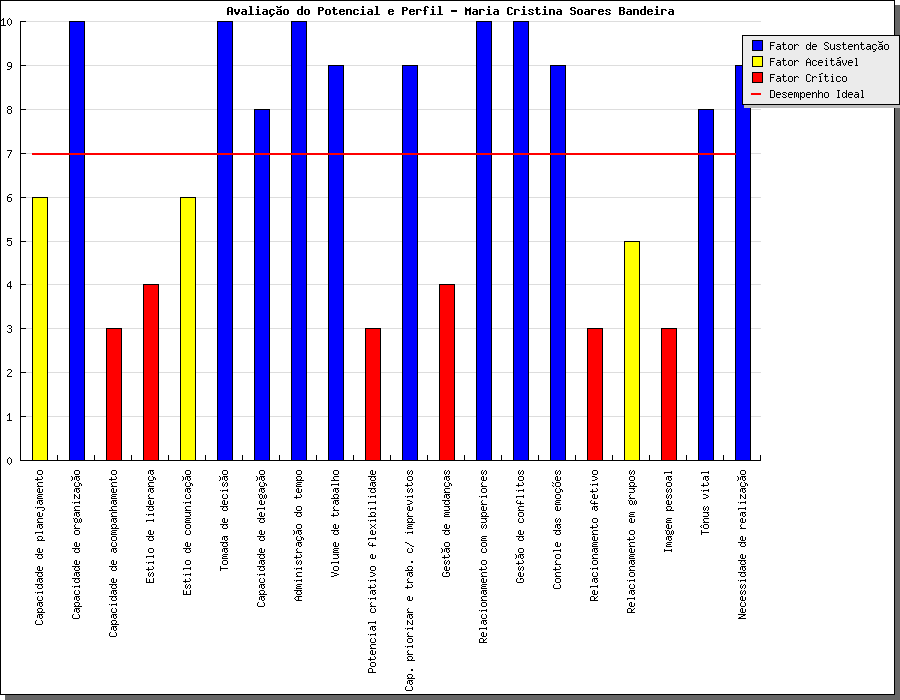 Avaliação do Potencial e Perfil - Maria Cristina Soares Bandeira
Fator de Sustentação
Fator Aceitável
Fator Crítico
Desempenho Ideal
10
9
8
7
6
5
4
3
2
1
0
Capacidade de planejamento
Capacidade de organização
Capacidade de acompanhamento
Estilo de liderança
Estilo de comunicação
Tomada de decisão
Capacidade de delegação
Administração do tempo
Volume de trabalho
Potencial criativo e flexibilidade
Cap. priorizar e trab. c/ imprevistos
Gestão de mudanças
Relacionamento com superiores
Gestão de conflitos
Controle das emoções
Relacionamento afetivo
Relacionamento em grupos
Imagem pessoal
Tônus vital
Necessidade de realização